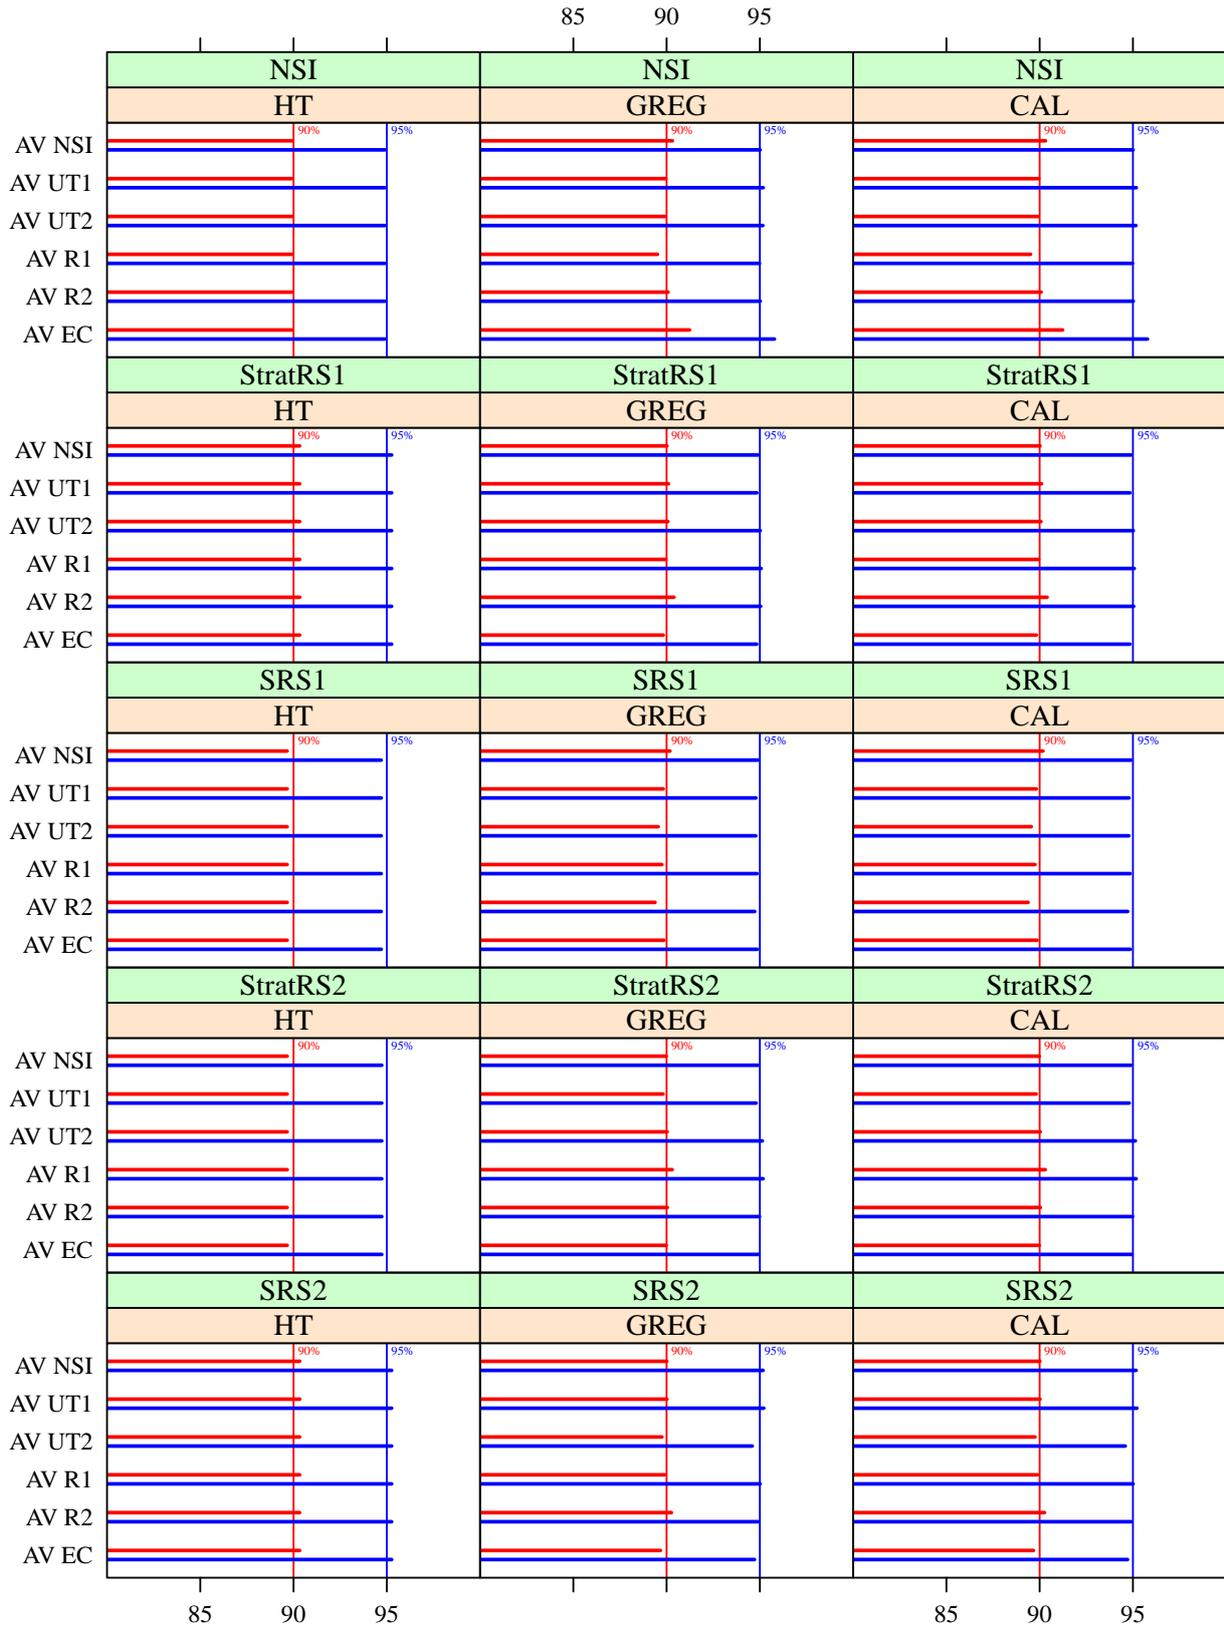 85 90 95
NSI NSI NSI
HT GREG CAL
90% 95% 90% 95% 90% 95%
AV NSI
AV UT1
AV UT2
AV R1
AV R2
AV EC
StratRS1 StratRS1 StratRS1
HT GREG CAL
90% 95% 90% 95% 90% 95%
AV NSI
AV UT1
AV UT2
AV R1
AV R2
AV EC
SRS1 SRS1 SRS1
HT GREG CAL
90% 95% 90% 95% 90% 95%
AV NSI
AV UT1
AV UT2
AV R1
AV R2
AV EC
StratRS2 StratRS2 StratRS2
HT GREG CAL
90% 95% 90% 95% 90% 95%
AV NSI
AV UT1
AV UT2
AV R1
AV R2
AV EC
SRS2 SRS2 SRS2
HT GREG CAL
90% 95% 90% 95% 90% 95%
AV NSI
AV UT1
AV UT2
AV R1
AV R2
AV EC
85 90 95 85 90 95